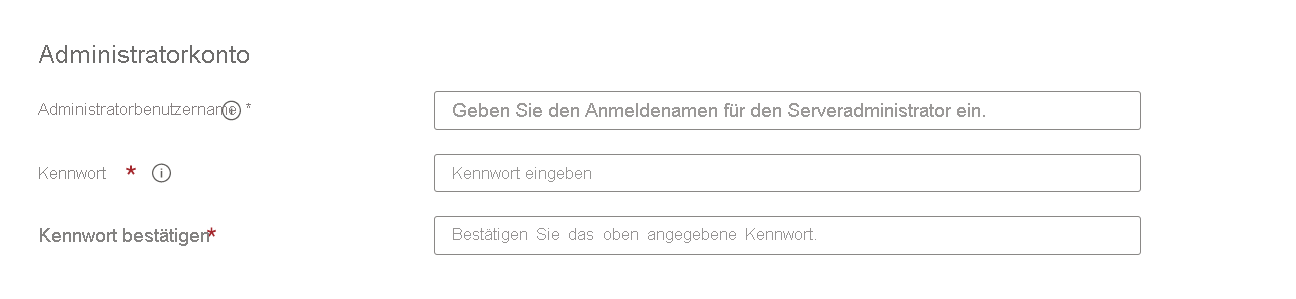 Administratorkonto
Administratorbenutzername *
Geben Sie den Anmeldenamen für den Serveradministrator ein.
Kennwort *
Kennwort eingeben
Kennwort bestätigen*
Bestätigen Sie das oben angegebene Kennwort.